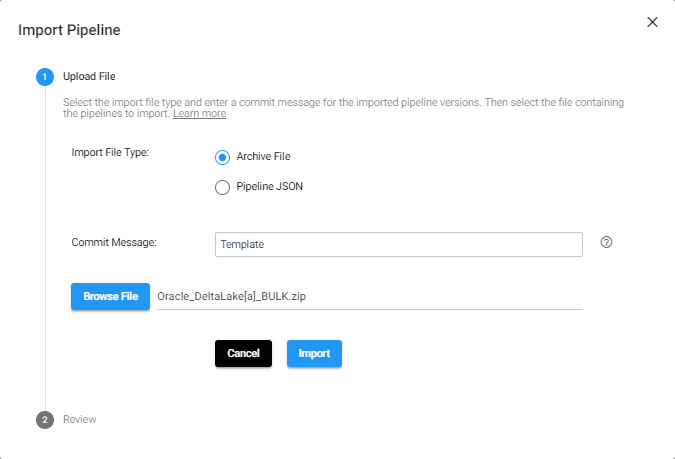 Import Pipeline
1 Upload File
Select the import file type and enter a commit message for the imported pipeline versions. Then select the file containing
the pipelines to import. Learn more
Import File Type:
Archive File
Pipeline JSON
Commit Message: Template ?
Browse File Oracle_DeltaLake[a]_BULK.zip
Cancel Import
2 Review